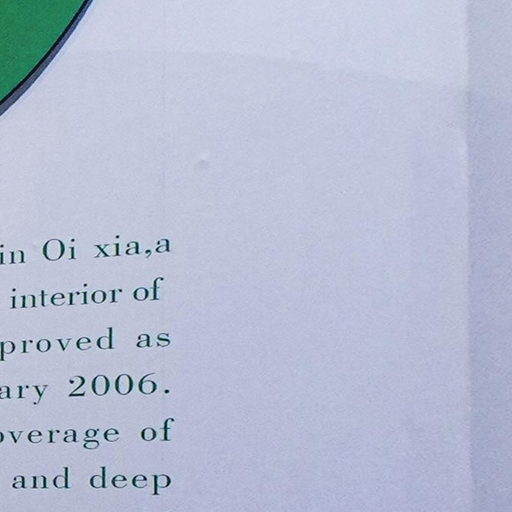 in Oi xia,a
interior of
proved as
ary 2006.
overage of
and deep